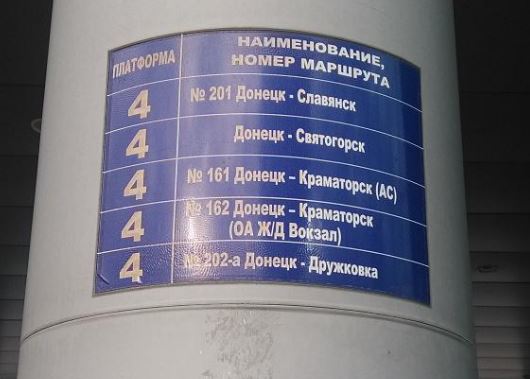 ПЛАТФОРМА
НАИМЕНОВАНИЕ,
НОМЕР МАРШРУТА
4 № 201 Донецк - Славянск
4 Донецк - Святогорск
4 № 161 Донецк – Краматорск (АС)
4 № 162 Донецк – Краматорск
(ОА Ж/Д Вокзал)
4 № 202-а Донецк - Дружковка